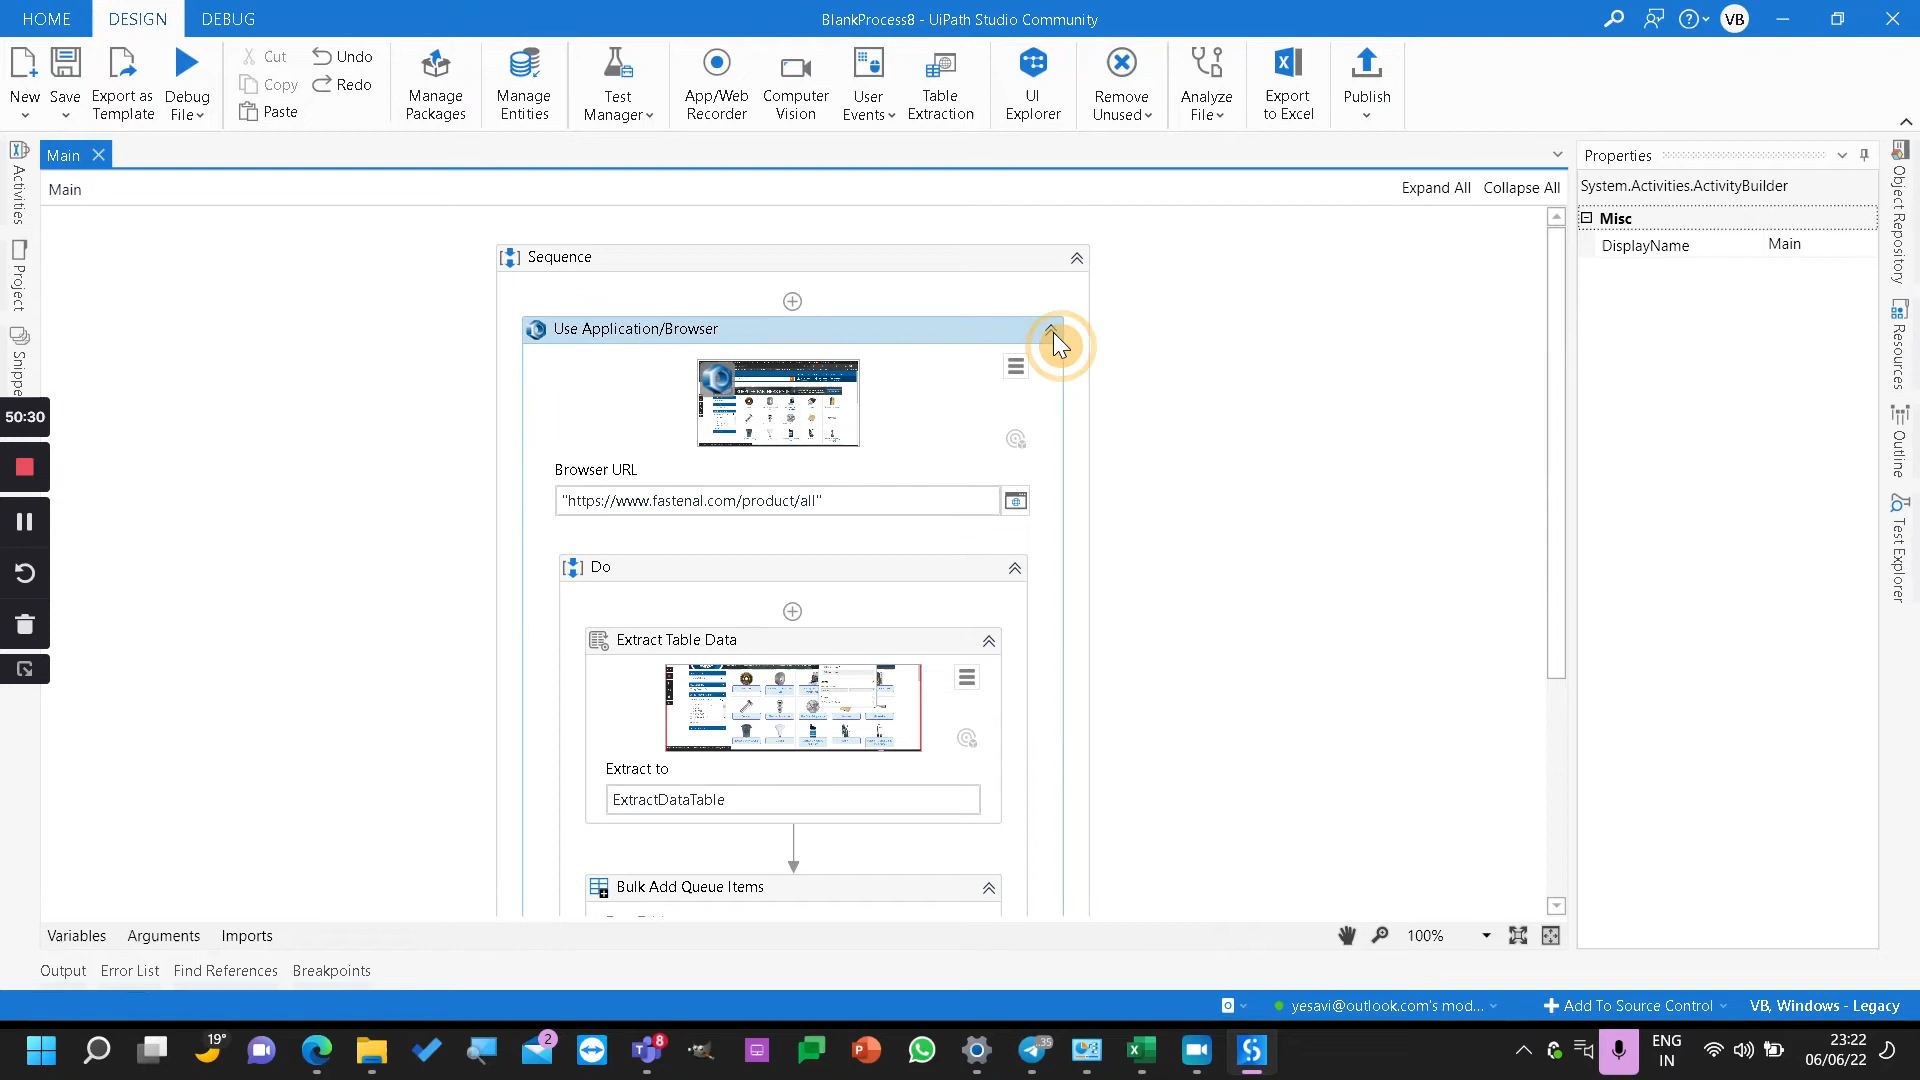 HOME DESIGN DEBUG BlankProcess8 - UiPath Studio Community VB
New Save Export as Template Debug File
Cut Copy Paste Undo Redo
Manage Packages Manage Entities Test Manager App/Web Recorder Computer Vision User Events Table Extraction UI Explorer Remove Unused Analyze File Export to Excel Publish
Main
Main Expand All Collapse All
Activities
Project
Snippe
50:30
Sequence
Use Application/Browser
Browser URL
"https://www.fastenal.com/product/all"
Do
Extract Table Data
Extract to
ExtractDataTable
Bulk Add Queue Items
Properties
System.Activities.ActivityBuilder
Misc
DisplayName Main
Object Repository
Resources
Outline
Test Explorer
Variables Arguments Imports 100%
Output Error List Find References Breakpoints
yesavi@outlook.com's mod... Add To Source Control VB, Windows - Legacy
19° 2 8 35 ENG IN 23:22 06/06/22